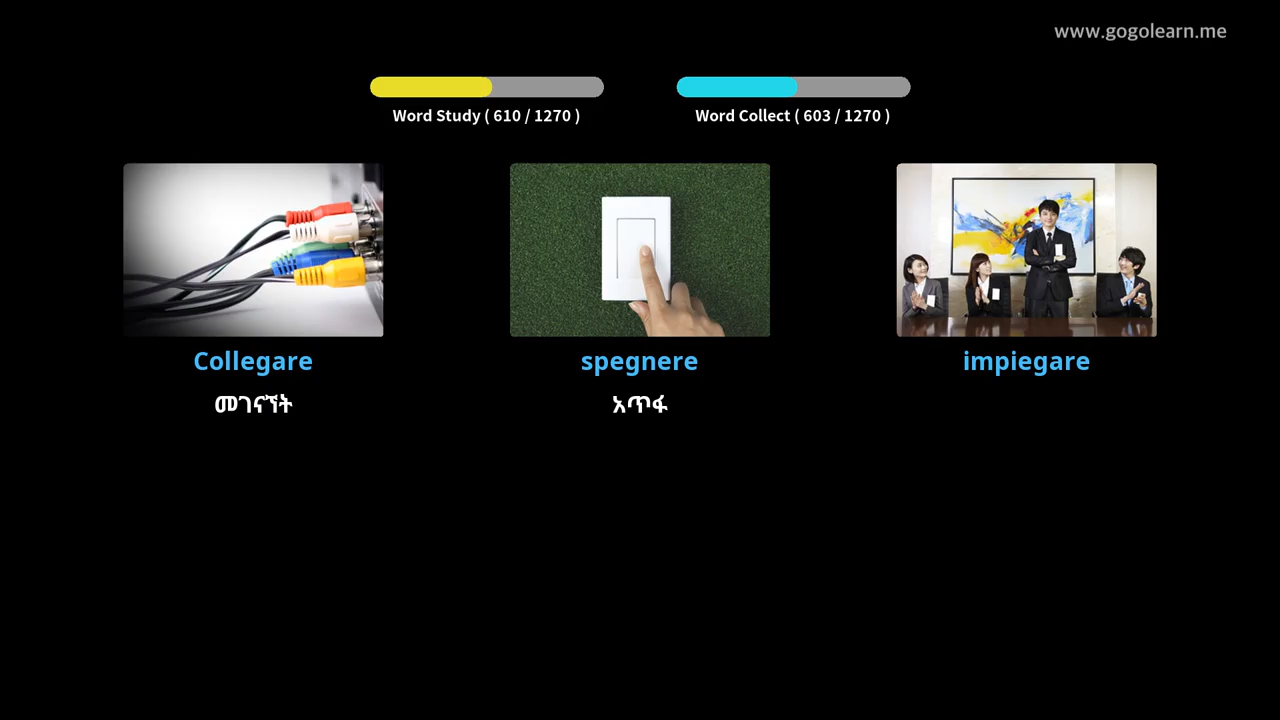 www.gogolearn.me
Word Study ( 610 / 1270 )
Word Collect ( 603 / 1270 )
Collegare
spegnere
impiegare
መገናኘት
አጥፋ